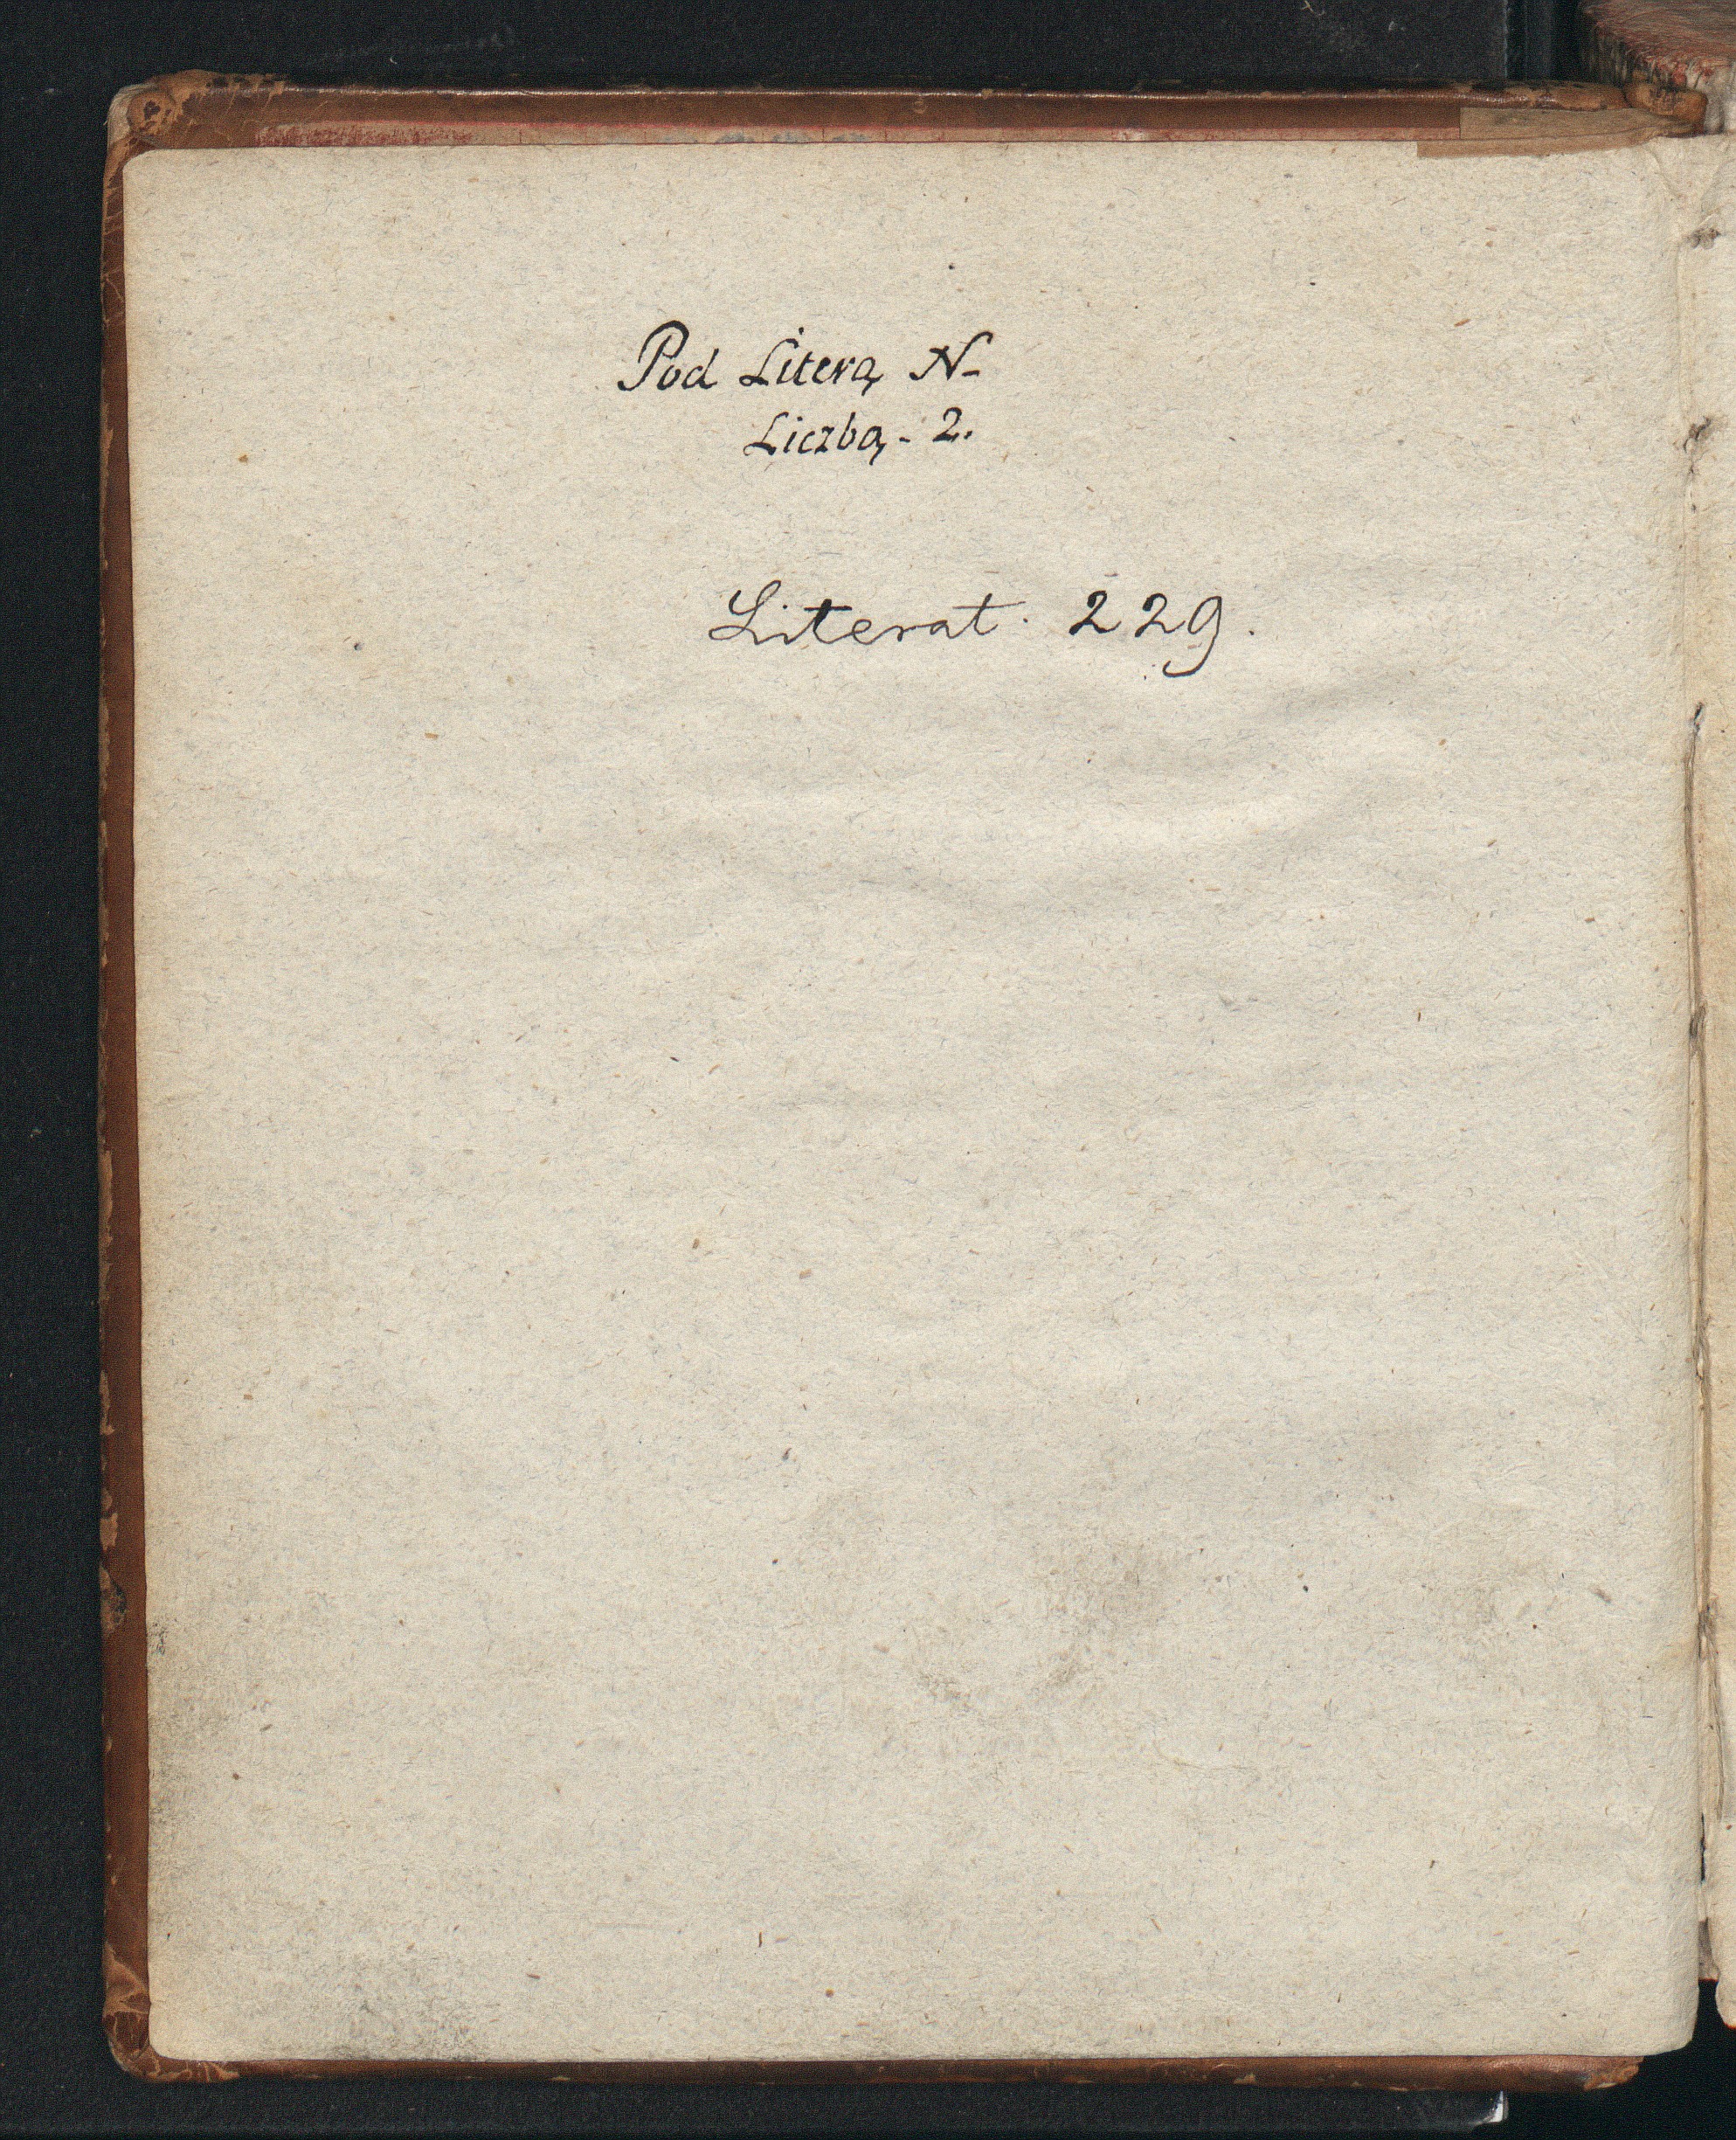 Pod Literą N-
Liczbą - 2.
Literat. 229.